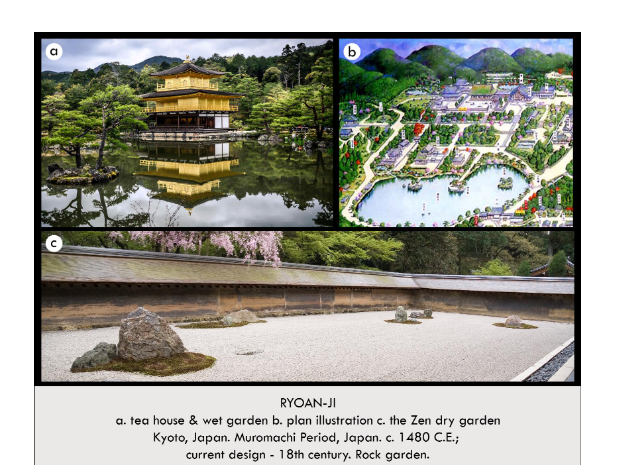 a
b
c
RYOAN-JI
a. tea house & wet garden b. plan illustration c. the Zen dry garden
Kyoto, Japan. Muromachi Period, Japan. c. 1480 C.E.;
current design - 18th century. Rock garden.